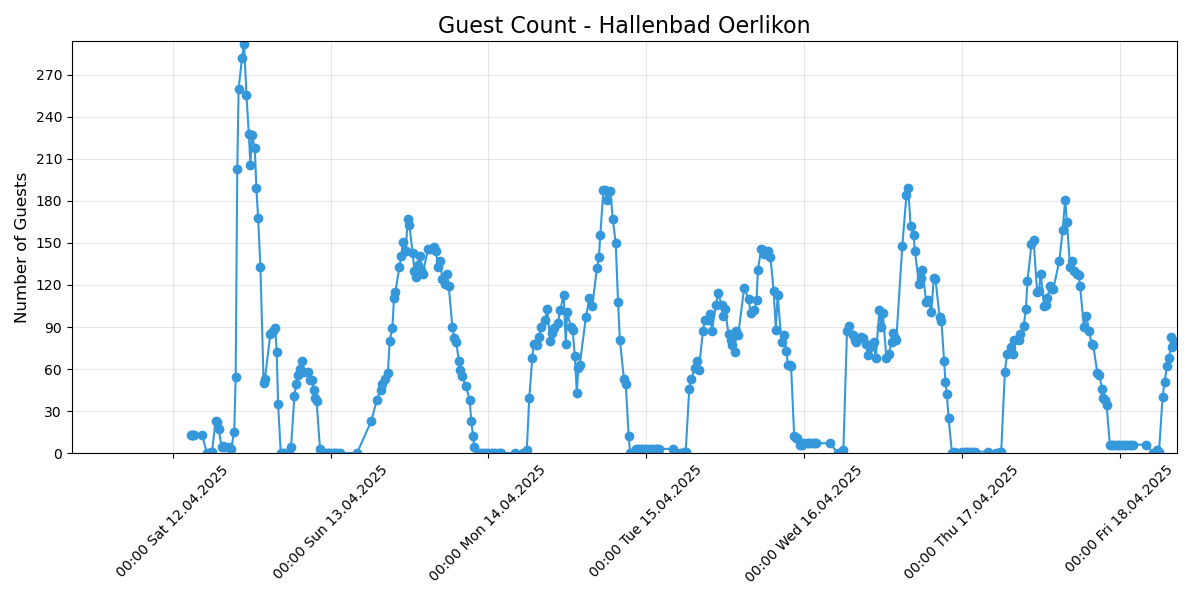 Guest Count - Hallenbad Oerlikon
Number of Guests
270
240
210
180
150
120
90
60
30
0
00:00 Sat 12.04.2025
00:00 Sun 13.04.2025
00:00 Mon 14.04.2025
00:00 Tue 15.04.2025
00:00 Wed 16.04.2025
00:00 Thu 17.04.2025
00:00 Fri 18.04.2025